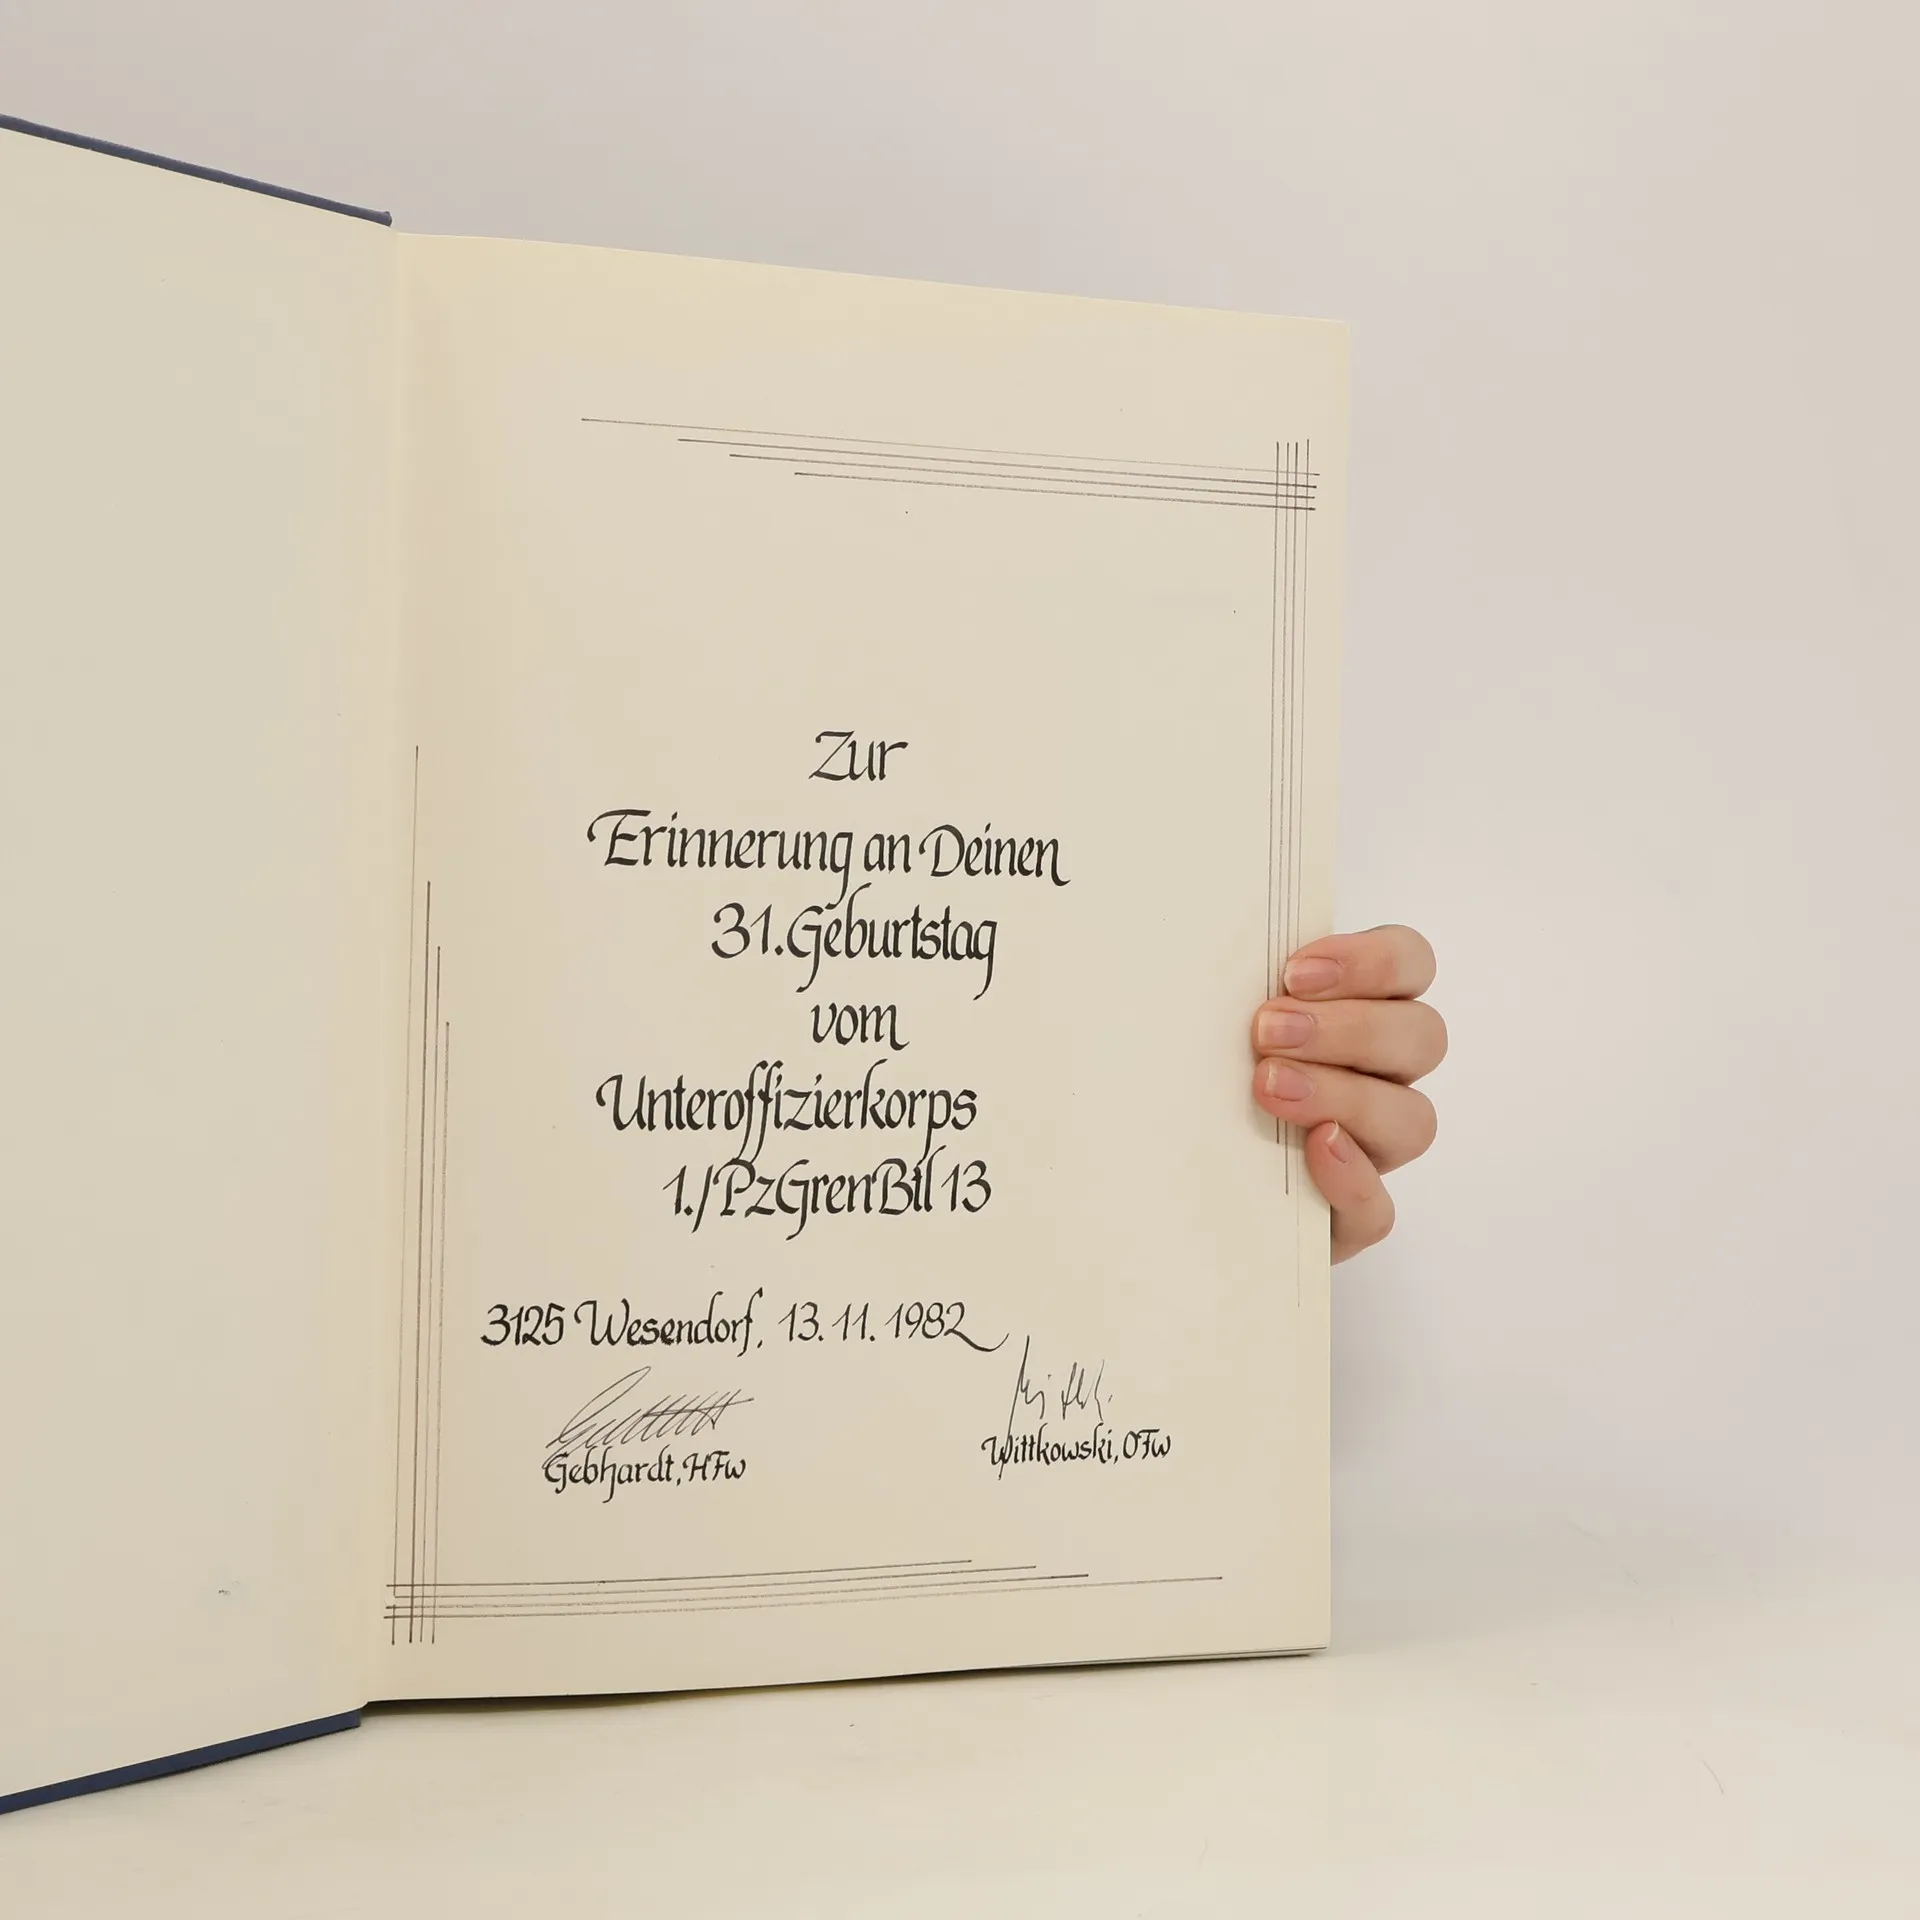 Zur
Erinnerung an Deinen
31. Geburtstag
vom
Unteroffizierkorps
1./PzGrenBtl 13
3125 Wesendorf, 13. 11. 1982
Gebhardt, HFw
Wittkowski, OFw